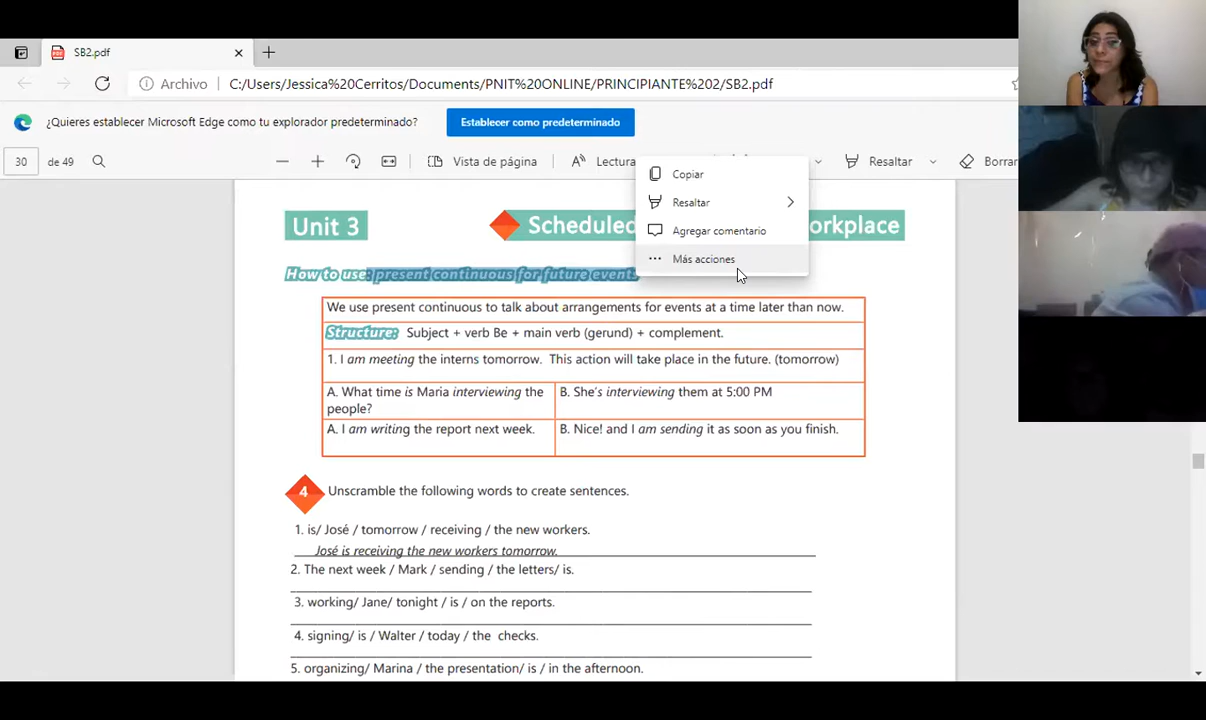 SB2.pdf
Archivo
C:/Users/Jessica%20Cerritos/Documents/PNIT%20ONLINE/PRINCIPIANTE%202/SB2.pdf
¿Quieres establecer Microsoft Edge como tu explorador predeterminado?
Establecer como predeterminado
30
de 49
Vista de página
Lectura
Resaltar
Borrar
Copiar
Resaltar
Agregar comentario
Más acciones
Unit 3
Scheduled
orkplace
How to use: present continuous for future events
We use present continuous to talk about arrangements for events at a time later than now.
Structure: Subject + verb Be + main verb (gerund) + complement.
1. I am meeting the interns tomorrow. This action will take place in the future. (tomorrow)
A. What time is Maria interviewing the people?
B. She's interviewing them at 5:00 PM
A. I am writing the report next week.
B. Nice! and I am sending it as soon as you finish.
4
Unscramble the following words to create sentences.
1. is/ José / tomorrow / receiving / the new workers.
José is receiving the new workers tomorrow.
2. The next week / Mark / sending / the letters/ is.
3. working/ Jane/ tonight / is / on the reports.
4. signing/ is / Walter / today / the checks.
5. organizing/ Marina / the presentation/ is / in the afternoon.